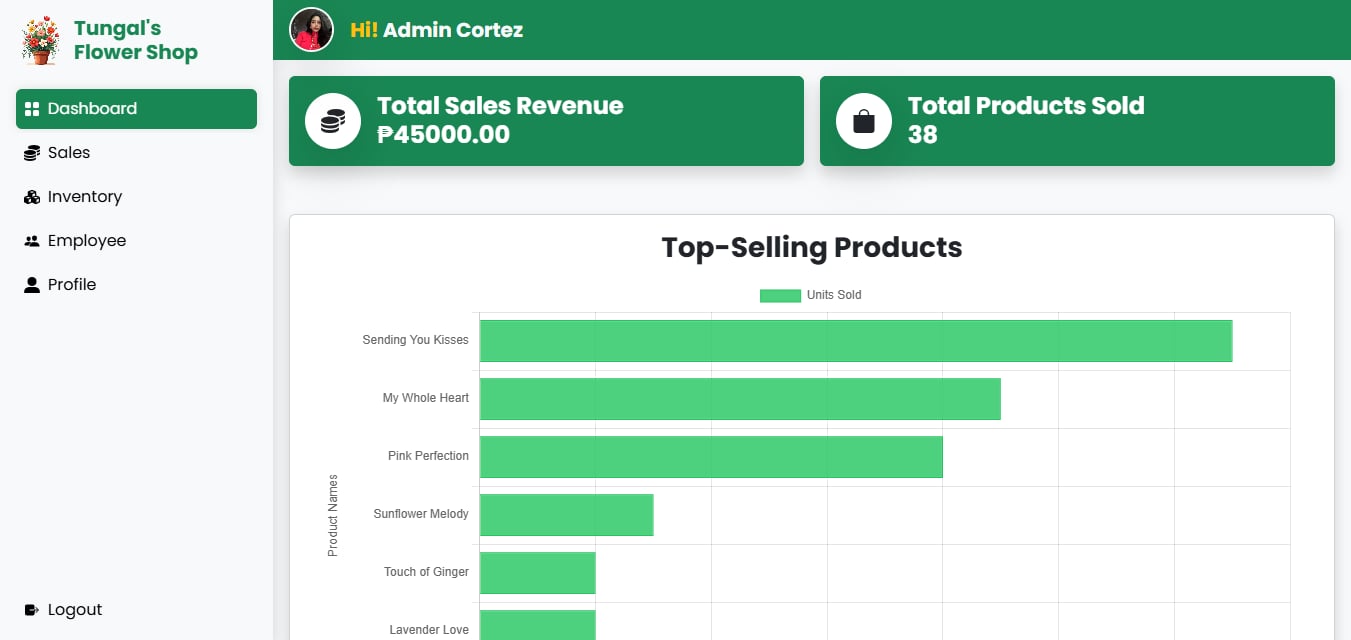 Tungal's
Flower Shop
Dashboard
Sales
Inventory
Employee
Profile
Logout
Hi! Admin Cortez
Total Sales Revenue
₱45000.00
Total Products Sold
38
Top-Selling Products
Units Sold
Product Names
Sending You Kisses
My Whole Heart
Pink Perfection
Sunflower Melody
Touch of Ginger
Lavender Love